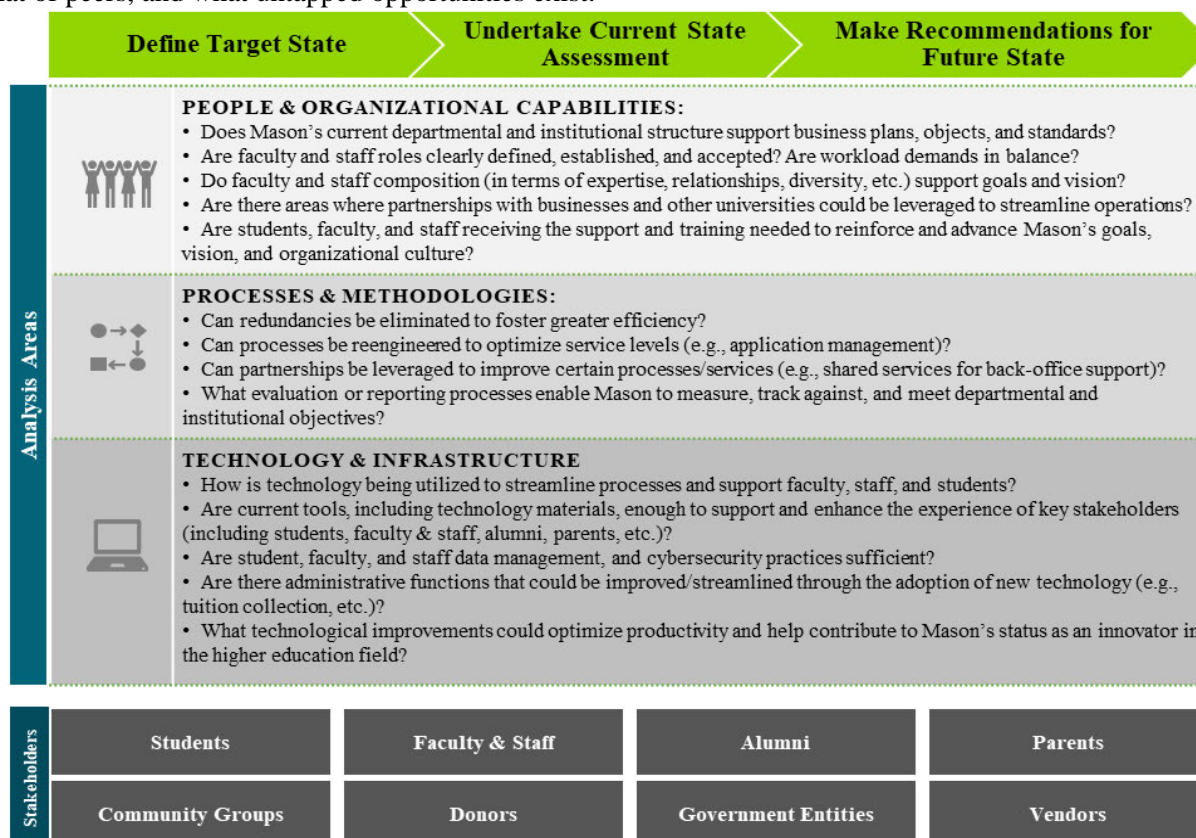 at of peers, and what untapped opportunities exist.
Define Target State
Undertake Current State
Assessment
Make Recommendations for
Future State
Analysis Areas
PEOPLE & ORGANIZATIONAL CAPABILITIES:
• Does Mason's current departmental and institutional structure support business plans, objects, and standards?
• Are faculty and staff roles clearly defined, established, and accepted? Are workload demands in balance?
• Do faculty and staff composition (in terms of expertise, relationships, diversity, etc.) support goals and vision?
• Are there areas where partnerships with businesses and other universities could be leveraged to streamline operations?
• Are students, faculty, and staff receiving the support and training needed to reinforce and advance Mason's goals,
vision, and organizational culture?
PROCESSES & METHODOLOGIES:
• Can redundancies be eliminated to foster greater efficiency?
• Can processes be reengineered to optimize service levels (e.g., application management)?
• Can partnerships be leveraged to improve certain processes/services (e.g., shared services for back-office support)?
• What evaluation or reporting processes enable Mason to measure, track against, and meet departmental and
institutional objectives?
TECHNOLOGY & INFRASTRUCTURE
• How is technology being utilized to streamline processes and support faculty, staff, and students?
• Are current tools, including technology materials, enough to support and enhance the experience of key stakeholders
(including students, faculty & staff, alumni, parents, etc.)?
• Are student, faculty, and staff data management, and cybersecurity practices sufficient?
• Are there administrative functions that could be improved/streamlined through the adoption of new technology (e.g.,
tuition collection, etc.)?
• What technological improvements could optimize productivity and help contribute to Mason's status as an innovator in
the higher education field?
Stakeholders
Students
Faculty & Staff
Alumni
Parents
Community Groups
Donors
Government Entities
Vendors